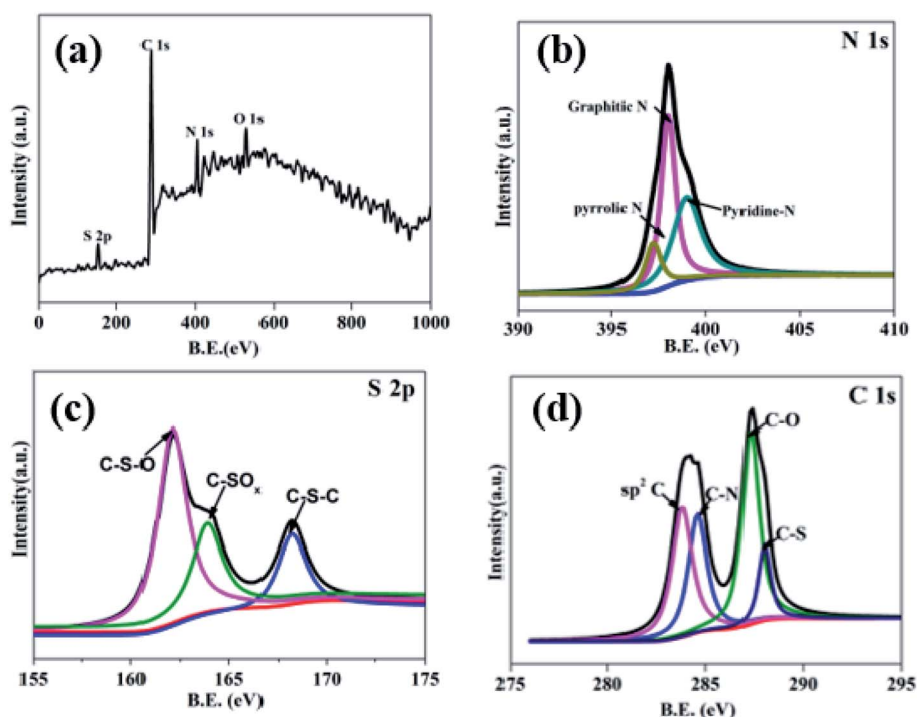 (a)
C 1s
N 1s
O 1s
S 2p
Intensity (a.u.)
0 200 400 600 800 1000
B.E.(eV)
(b)
N 1s
Graphitic N
pyrrolic N
Pyridine-N
Intensity (a.u.)
390 395 400 405 410
B.E. (eV)
(c)
S 2p
C-S-O
C-SOx
C-S-C
Intensity(a.u.)
155 160 165 170 175
B.E. (eV)
(d)
C 1s
C-O
sp² C
C-N
C-S
Intensity(a.u.)
275 280 285 290 295
B.E. (eV)